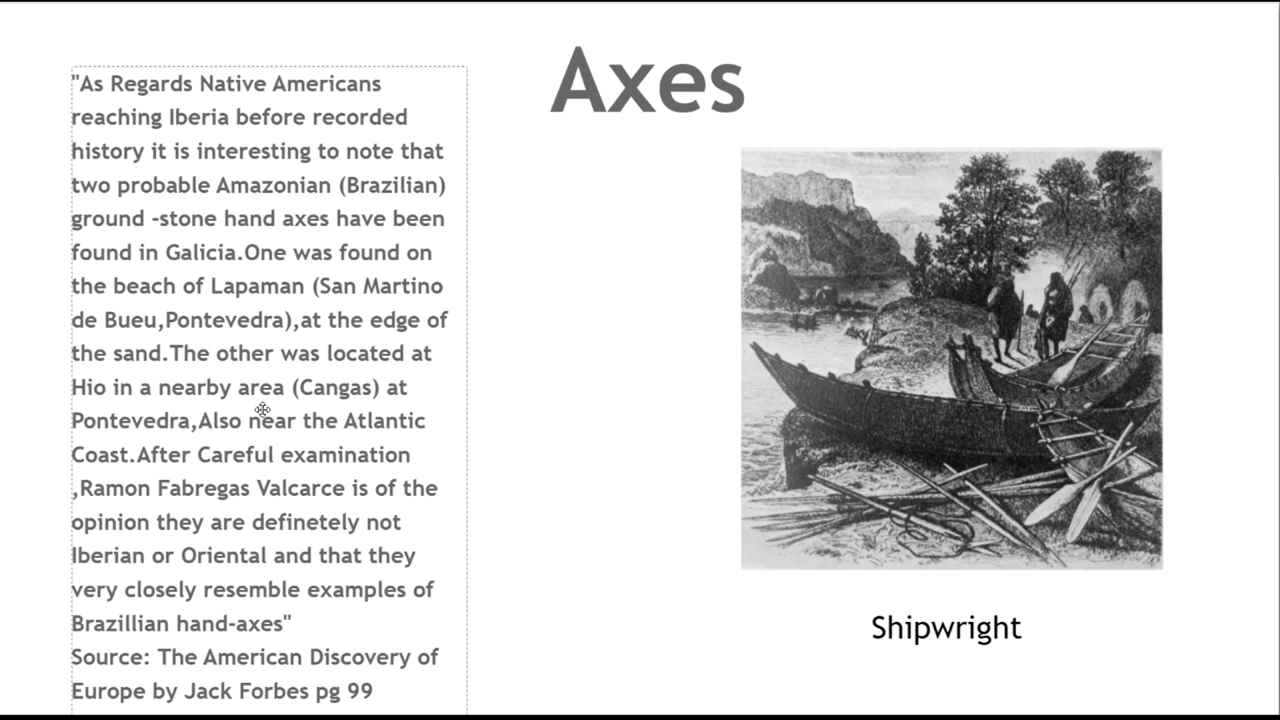 Axes
"As Regards Native Americans
reaching Iberia before recorded
history it is interesting to note that
two probable Amazonian (Brazilian)
ground -stone hand axes have been
found in Galicia.One was found on
the beach of Lapaman (San Martino
de Bueu,Pontevedra),at the edge of
the sand.The other was located at
Hio in a nearby area (Cangas) at
Pontevedra,Also near the Atlantic
Coast.After Careful examination
,Ramon Fabregas Valcarce is of the
opinion they are definetely not
Iberian or Oriental and that they
very closely resemble examples of
Brazillian hand-axes"
Source: The American Discovery of
Europe by Jack Forbes pg 99
Shipwright